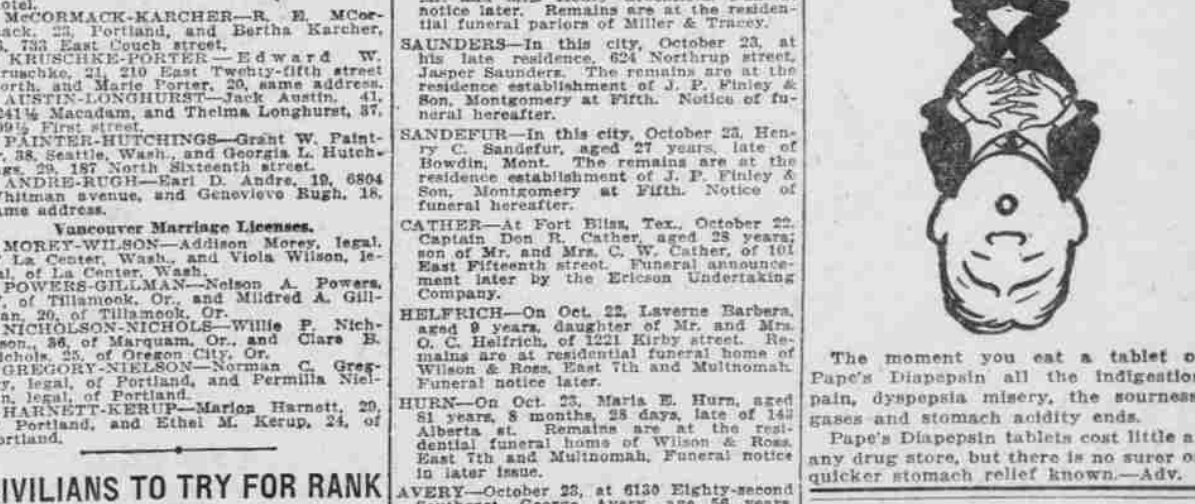 otel.
McCORMACK-KARCHER—R. E. MCor-
ack, 23, Portland, and Bertha Karcher,
733 East Couch street.
KRUSCHKE-PORTER—Edward W.
ruschke, 21, 210 East Twenty-fifth street
orth, and Marie Porter, 20, same address.
AUSTIN-LONGHURST—Jack Austin, 41,
241½ Macadam, and Thelma Longhurst, 37,
99½ First street.
PAINTER-HUTCHINGS—Grant W. Paint-
r, 38, Seattle, Wash., and Georgia L. Hutch-
ngs, 29, 187 North Sixteenth street.
ANDRE-RUGH—Earl D. Andre, 19, 6804
Whitman avenue, and Genevieve Rugh, 18,
ame address.
Vancouver Marriage Licenses.
MOREY-WILSON—Addison Morey, legal,
La Center, Wash., and Viola Wilson, le-
al, of La Center, Wash.
POWERS-GILLMAN—Nelson A. Powers,
of Tillamook, Or., and Mildred A. Gill-
an, 20, of Tillamook, Or.
NICHOLSON-NICHOLS—Willie P. Nich-
lson., 36, of Marquam, Or., and Clara B.
ichols, 25, of Oregon City, Or.
GREGORY-NIELSON—Norman C. Greg-
ry, legal, of Portland, and Permilla Niel-
n, legal, of Portland.
HARNETT-KERUP—Marion Harnett, 29,
Portland, and Ethel M. Kerup, 24, of
ortland.
IVILIANS TO TRY FOR RANK
notice later. Remains are at the residen-
tial funeral parlors of Miller & Tracey.
SAUNDERS—In this city, October 23, at
his late residence, 624 Northrup street,
Jasper Saunders. The remains are at the
residence establishment of J. P. Finley &
Son, Montgomery at Fifth. Notice of fu-
neral hereafter.
SANDEFUR—In this city, October 23, Hen-
ry C. Sandefur, aged 27 years, late of
Bowdin, Mont. The remains are at the
residence establishment of J. P. Finley &
Son, Montgomery at Fifth. Notice of
funeral hereafter.
CATHER—At Fort Bliss, Tex., October 22,
Captain Don R. Cather, aged 28 years;
son of Mr. and Mrs. C. W. Cather, of 101
East Fifteenth street. Funeral announce-
ment later by the Ericson Undertaking
Company.
HELFRICH—On Oct. 22, Laverne Barbera,
aged 9 years, daughter of Mr. and Mrs.
O. C. Helfrich, of 1221 Kirby street. Re-
mains are at residential funeral home of
Wilson & Ross, East 7th and Multnomah.
Funeral notice later.
HURN—On Oct. 23, Maria E. Hurn, aged
81 years, 8 months, 28 days, late of 142
Alberta st. Remains are at the resi-
dential funeral home of Wilson & Ross,
East 7th and Multnomah, Funeral notice
in later issue.
AVERY—October 23, at 6130 Eighty-second
The moment you eat a tablet o
Pape's Diapepsin all the indigestion
pain, dyspepsia misery, the sourness
gases and stomach acidity ends.
Pape's Diapepsin tablets cost little a
any drug store, but there is no surer o
quicker stomach relief known.—Adv.